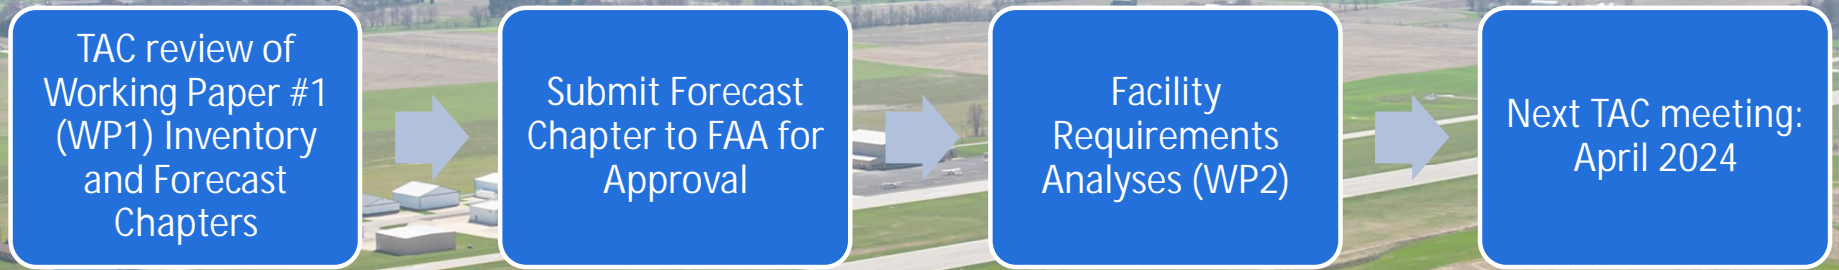 TAC review of
Working Paper #1
(WP1) Inventory
and Forecast
Chapters
Submit Forecast
Chapter to FAA for
Approval
Facility
Requirements
Analyses (WP2)
Next TAC meeting:
April 2024